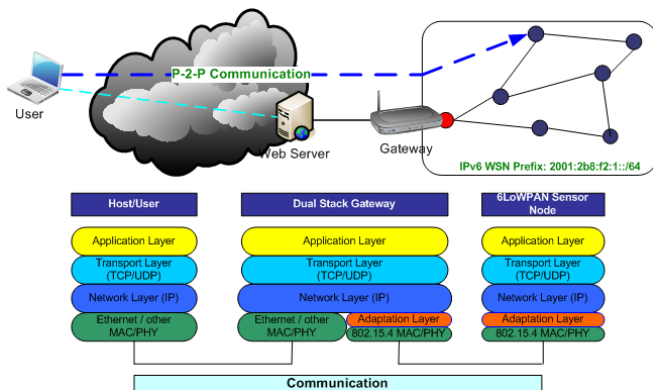 P-2-P Communication
User
Web Server
Gateway
IPv6 WSN Prefix: 2001:2b8:f2:1::/64
Host/User
Dual Stack Gateway
6LoWPAN Sensor
Node
Application Layer
Application Layer
Application Layer
Transport Layer
(TCP/UDP)
Transport Layer
(TCP/UDP)
Transport Layer
(TCP/UDP)
Network Layer (IP)
Network Layer (IP)
Network Layer (IP)
Ethernet / other
MAC/PHY
Ethernet / other
MAC/PHY
Adaptation Layer
802.15.4 MAC/PHY
Adaptation Layer
802.15.4 MAC/PHY
Communication